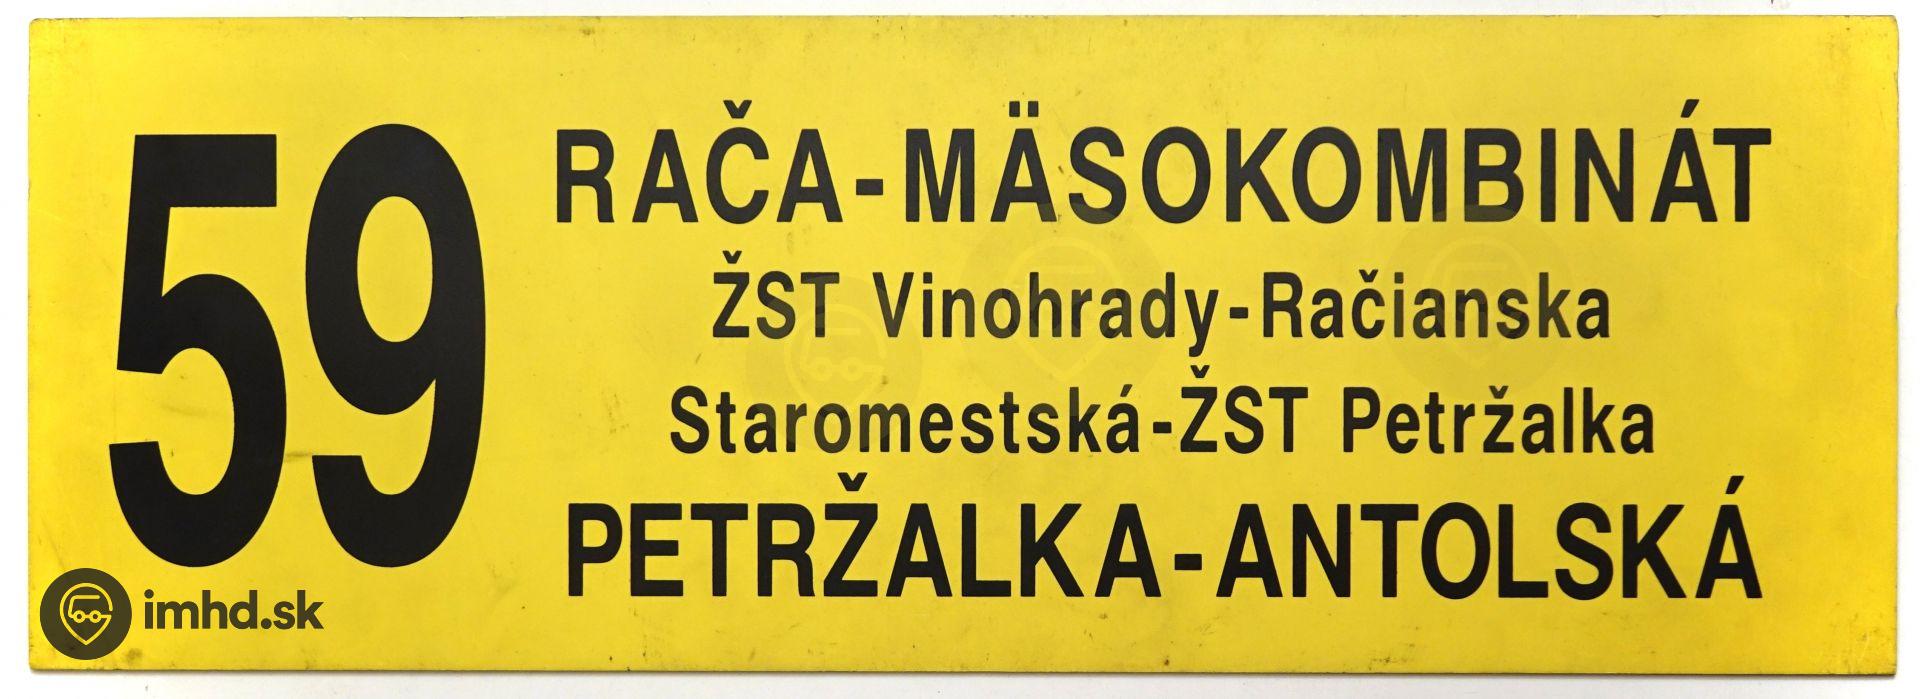 59
RAČA-MÄSOKOMBINÁT
ŽST Vinohrady-Račianska
Staromestská-ŽST Petržalka
PETRŽALKA-ANTOLSKÁ
imhd.sk